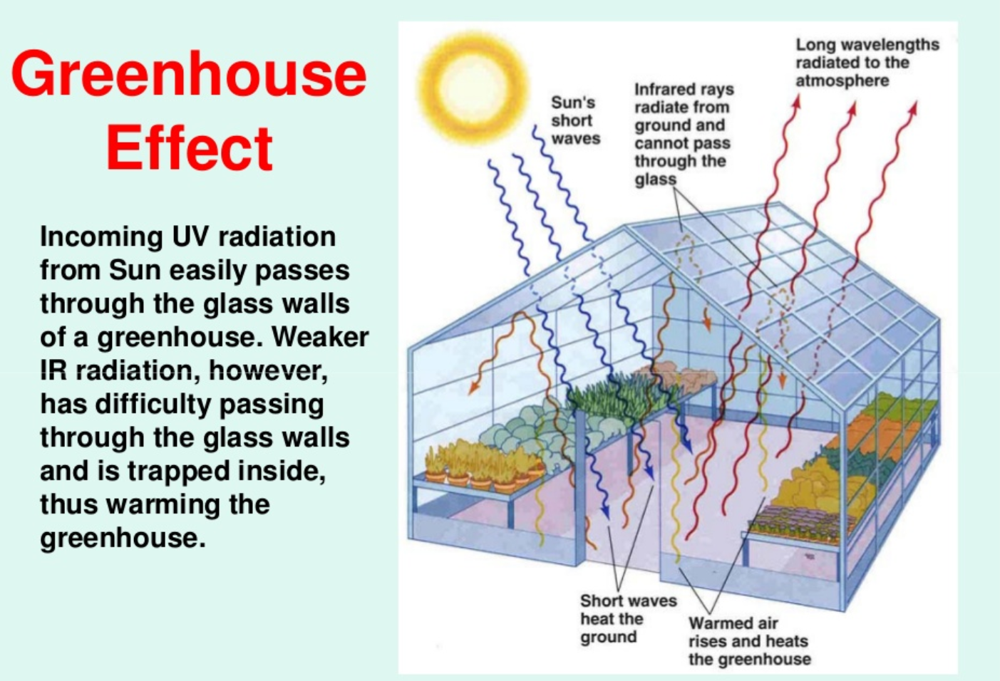 Greenhouse
Effect
Incoming UV radiation
from Sun easily passes
through the glass walls
of a greenhouse. Weaker
IR radiation, however,
has difficulty passing
through the glass walls
and is trapped inside,
thus warming the
greenhouse.
Sun's
short
waves
Infrared rays
radiate from
ground and
cannot pass
through the
glass
Long wavelengths
radiated to the
atmosphere
Short waves
heat the
ground
Warmed air
rises and heats
the greenhouse